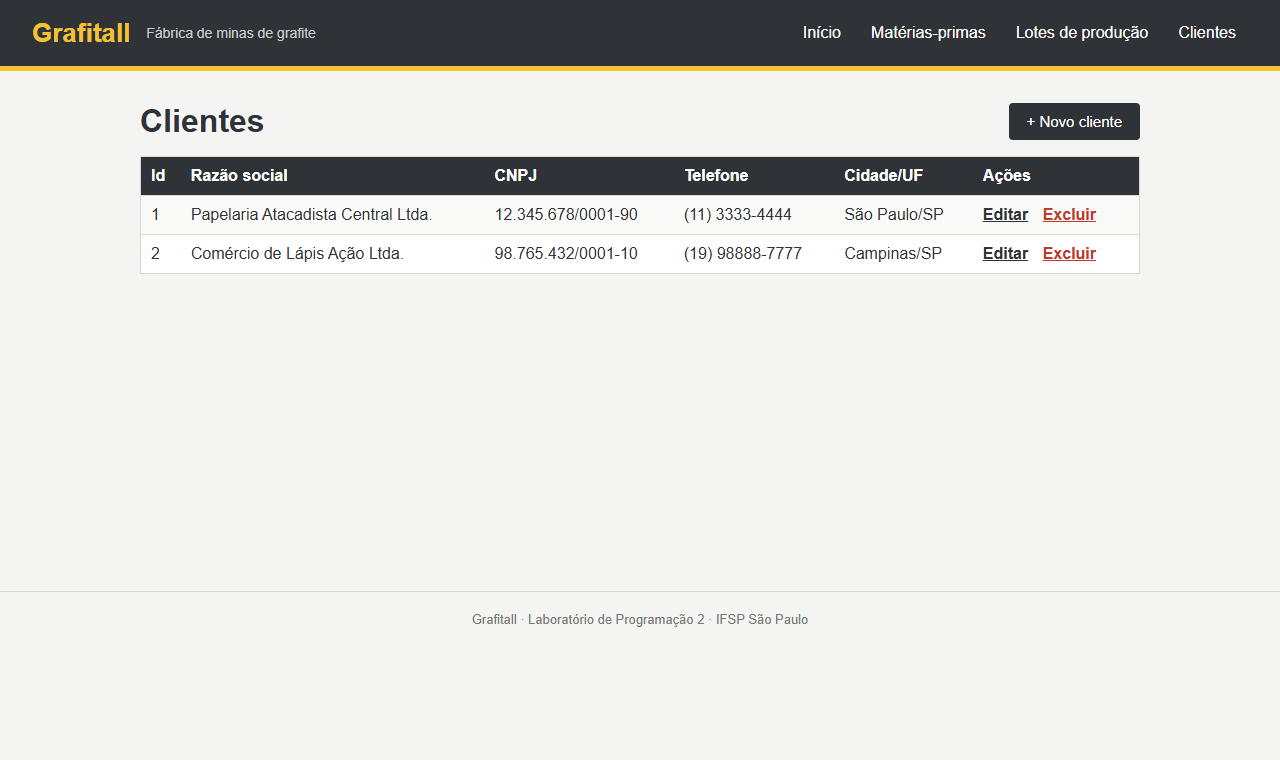 Grafitall Fábrica de minas de grafite Início Matérias-primas Lotes de produção Clientes
Clientes + Novo cliente
Id Razão social CNPJ Telefone Cidade/UF Ações
1 Papelaria Atacadista Central Ltda. 12.345.678/0001-90 (11) 3333-4444 São Paulo/SP Editar Excluir
2 Comércio de Lápis Ação Ltda. 98.765.432/0001-10 (19) 98888-7777 Campinas/SP Editar Excluir
Grafitall · Laboratório de Programação 2 · IFSP São Paulo